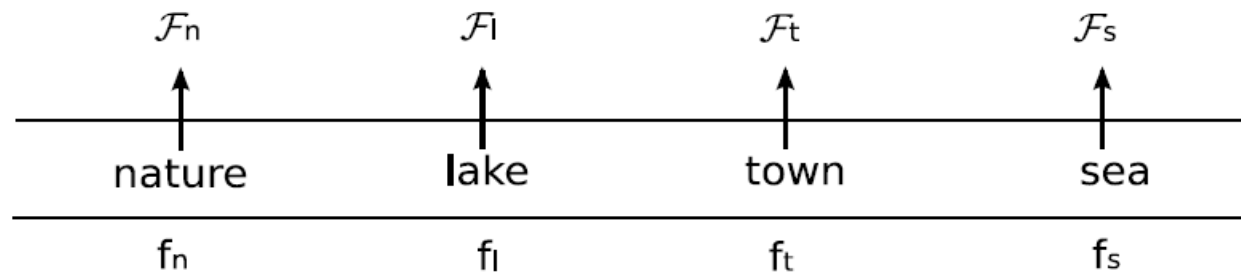 ℱn ℱl ℱt ℱs
nature lake town sea
fn fl ft fs